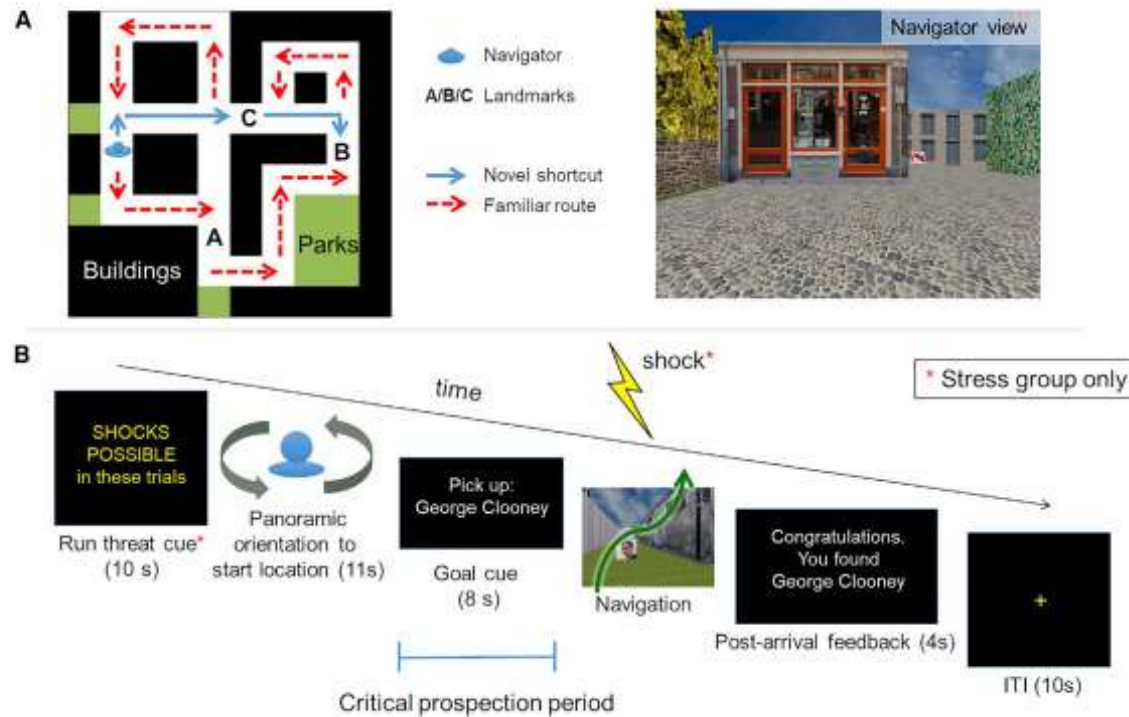 A
Navigator
A/B/C Landmarks
Novel shortcut
Familiar route
C
B
A
Parks
Buildings
Navigator view
B
time
shock*
* Stress group only
SHOCKS
POSSIBLE
in these trials
Run threat cue*
(10 s)
Panoramic
orientation to
start location (11s)
Pick up:
George Clooney
Goal cue
(8 s)
Navigation
Congratulations.
You found
George Clooney
Post-arrival feedback (4s)
ITI (10s)
Critical prospection period